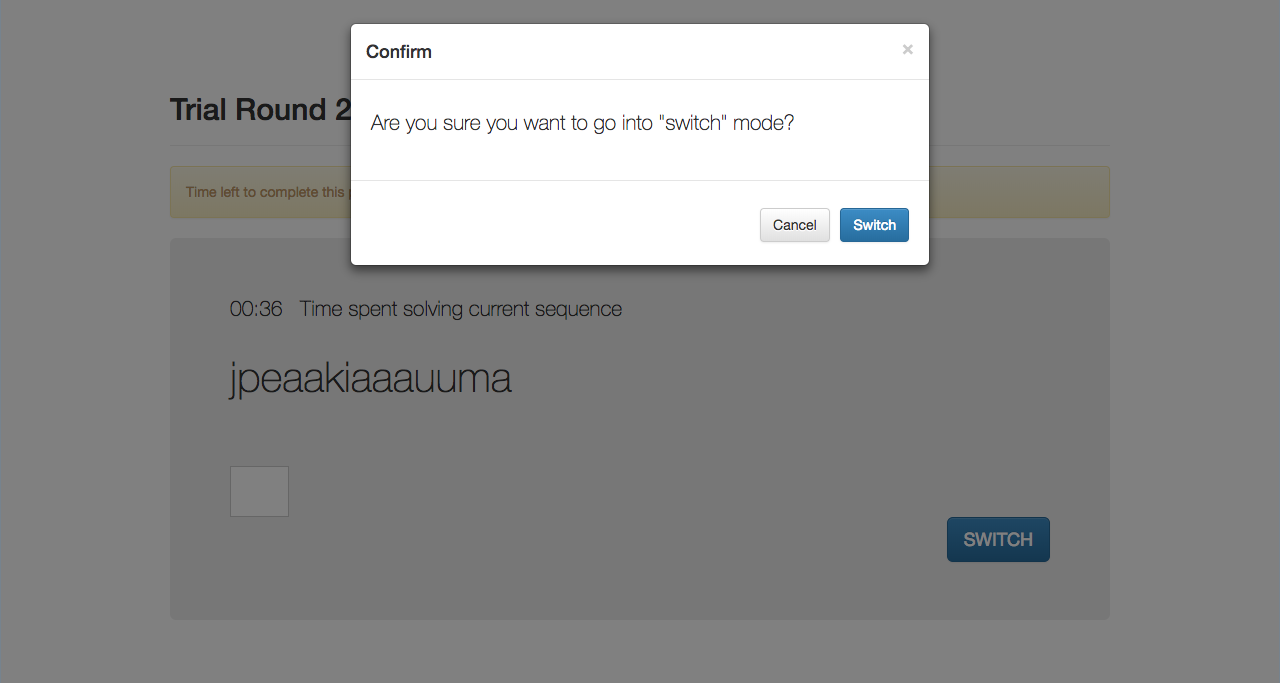 Confirm ×
Are you sure you want to go into "switch" mode?
Cancel Switch
Trial Round 2
Time left to complete this
00:36 Time spent solving current sequence
jpeaakiaaauuma
SWITCH